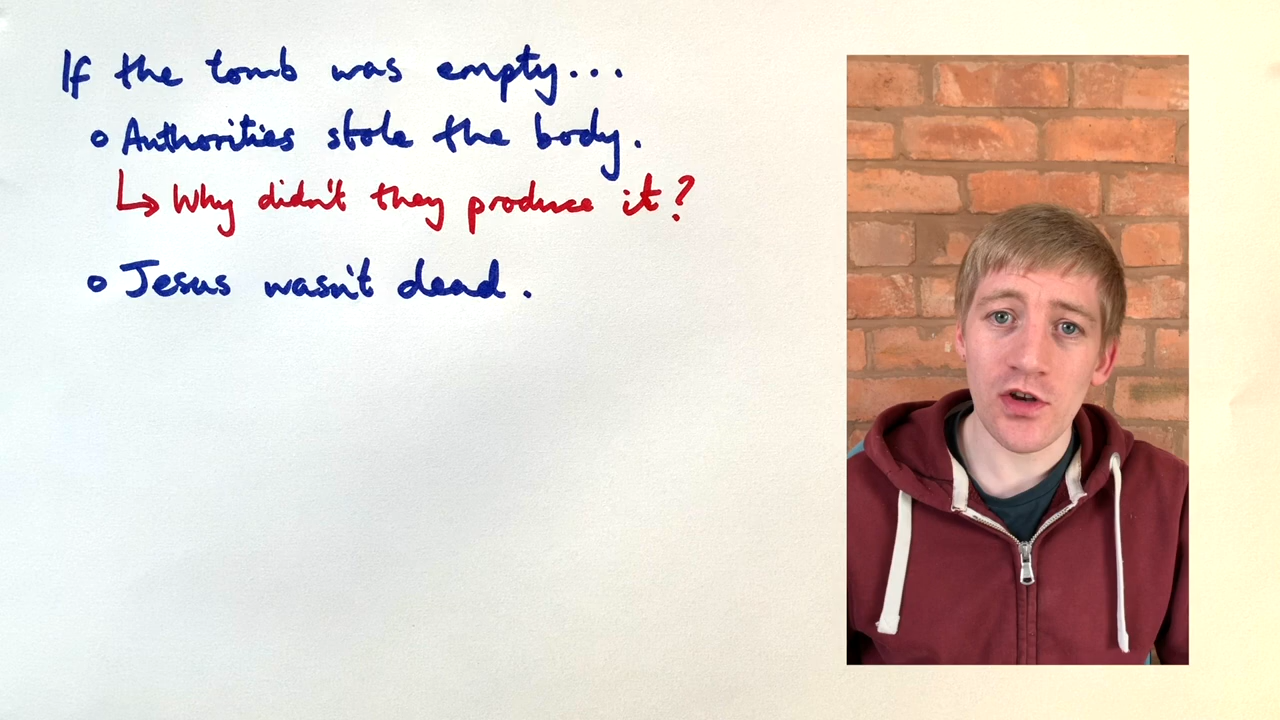 If the tomb was empty...
◦ Authorities stole the body.
↳ Why didn't they produce it?
◦ Jesus wasn't dead.